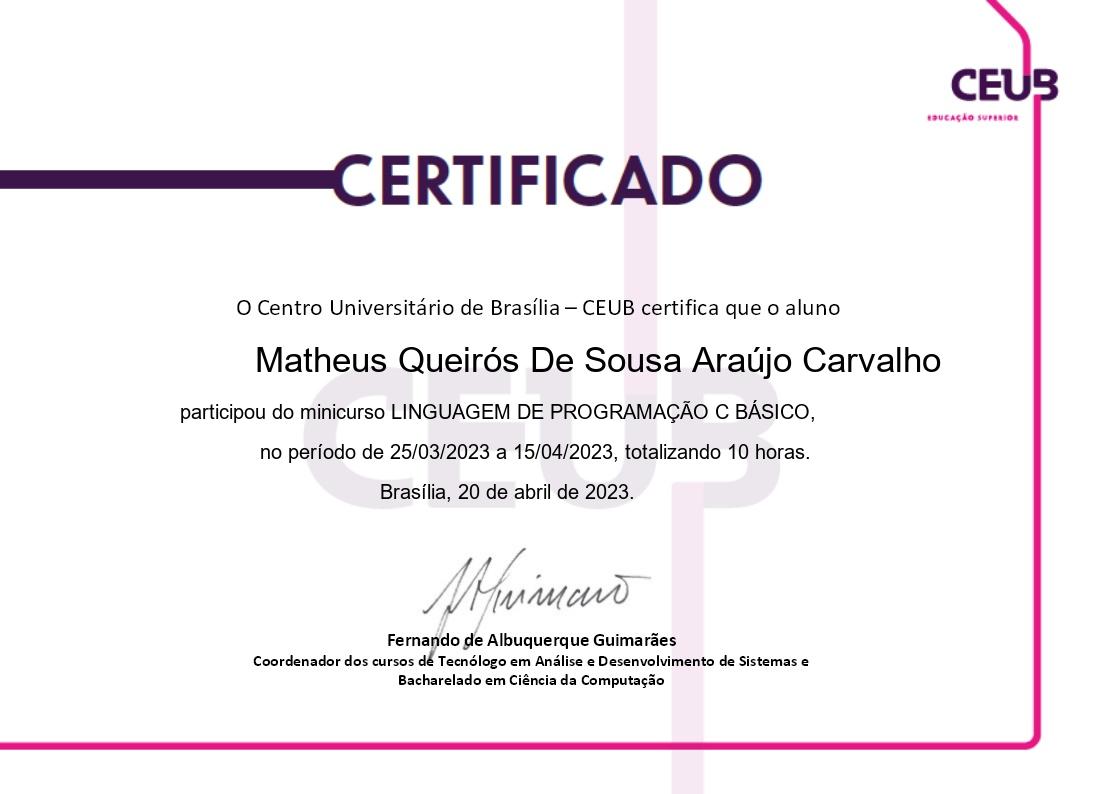 CEUB
EDUCAÇÃO SUPERIOR
CERTIFICADO
O Centro Universitário de Brasília – CEUB certifica que o aluno
Matheus Queirós De Sousa Araújo Carvalho
participou do minicurso LINGUAGEM DE PROGRAMAÇÃO C BÁSICO,
no período de 25/03/2023 a 15/04/2023, totalizando 10 horas.
Brasília, 20 de abril de 2023.
CEUB
Fernando de Albuquerque Guimarães
Coordenador dos cursos de Tecnólogo em Análise e Desenvolvimento de Sistemas e
Bacharelado em Ciência da Computação